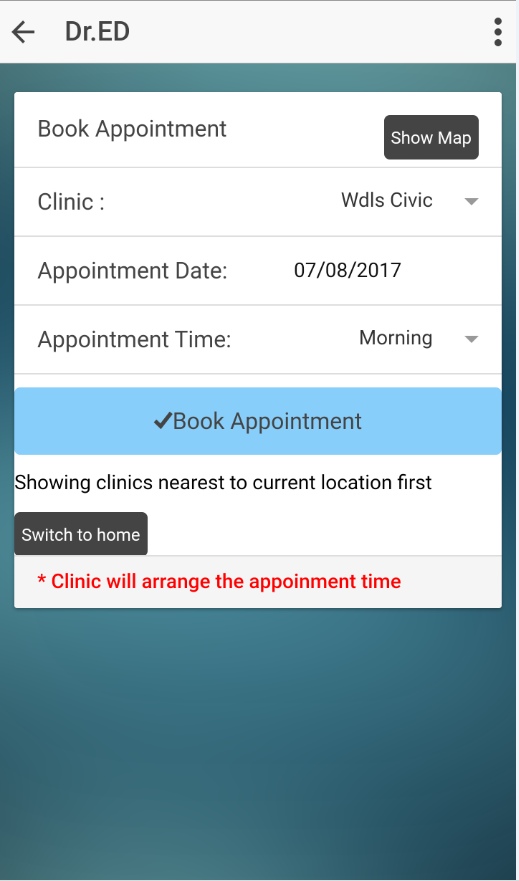 Dr.ED
Book Appointment
Show Map
Clinic :
Wdls Civic
Appointment Date:
07/08/2017
Appointment Time:
Morning
✔Book Appointment
Showing clinics nearest to current location first
Switch to home
* Clinic will arrange the appoinment time